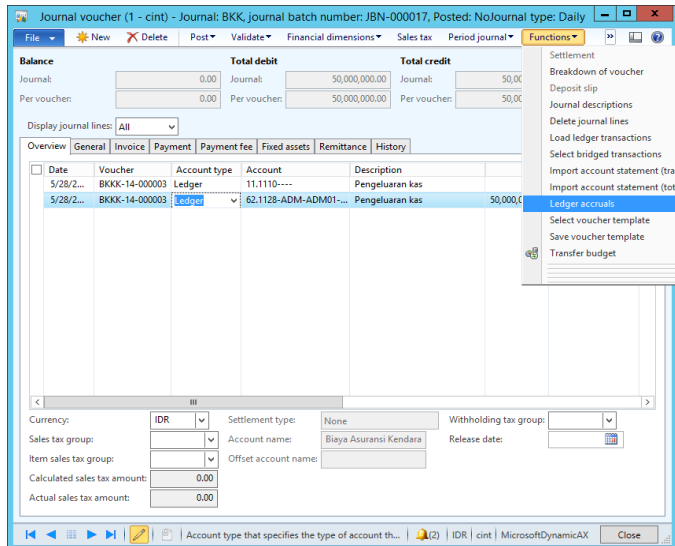 Journal voucher (1 - cint) - Journal: BKK, journal batch number: JBN-000017, Posted: NoJournal type: Daily
File New Delete Post Validate Financial dimensions Sales tax Period journal Functions »
Balance Total debit Total credit
Journal: 0.00 Journal: 50,000,000.00 Journal: 50,00
Per voucher: 0.00 Per voucher: 50,000,000.00 Per voucher: 50,00
Settlement
Breakdown of voucher
Deposit slip
Journal descriptions
Delete journal lines
Load ledger transactions
Select bridged transactions
Import account statement (tra
Import account statement (tot
Ledger accruals
Select voucher template
Save voucher template
Transfer budget
Display journal lines: All
Overview General Invoice Payment Payment fee Fixed assets Remittance History
Date Voucher Account type Account Description
5/28/2... BKKK-14-000003 Ledger 11.1110---- Pengeluaran kas
5/28/2... BKKK-14-000003 Ledger 62.1128-ADM-ADM01-... Pengeluaran kas 50,000,0
Currency: IDR Settlement type: None Withholding tax group:
Sales tax group: Account name: Biaya Asuransi Kendara Release date:
Item sales tax group: Offset account name:
Calculated sales tax amount: 0.00
Actual sales tax amount: 0.00
Account type that specifies the type of account th... (2) IDR cint MicrosoftDynamicAX Close